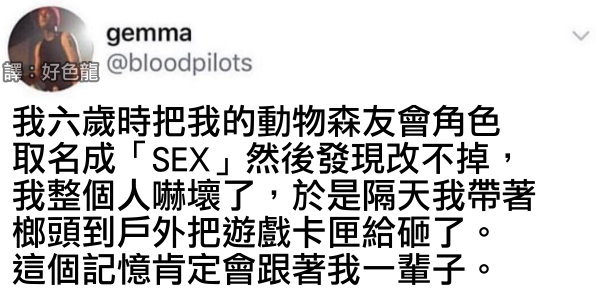 gemma
譯：好色龍
@bloodpilots
我六歲時把我的動物森友會角色
取名成「SEX」然後發現改不掉，
我整個人嚇壞了，於是隔天我帶著
榔頭到戶外把遊戲卡匣給砸了。
這個記憶肯定會跟著我一輩子。